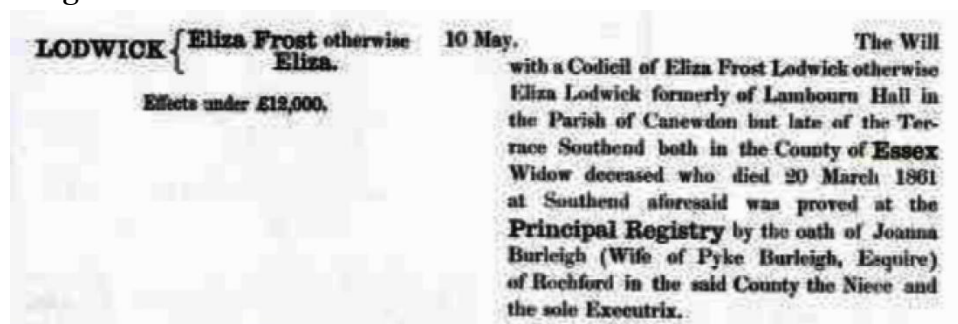 LODWICK { Eliza Frost otherwise
Eliza.
Effects under £12,000.
10 May. The Will
with a Codicil of Eliza Frost Lodwick otherwise
Eliza Lodwick formerly of Lambourn Hall in
the Parish of Canewdon but late of the Ter-
race Southend both in the County of Essex
Widow deceased who died 20 March 1861
at Southend aforesaid was proved at the
Principal Registry by the oath of Joanna
Burleigh (Wife of Pyke Burleigh, Esquire)
of Rochford in the said County the Niece and
the sole Executrix.